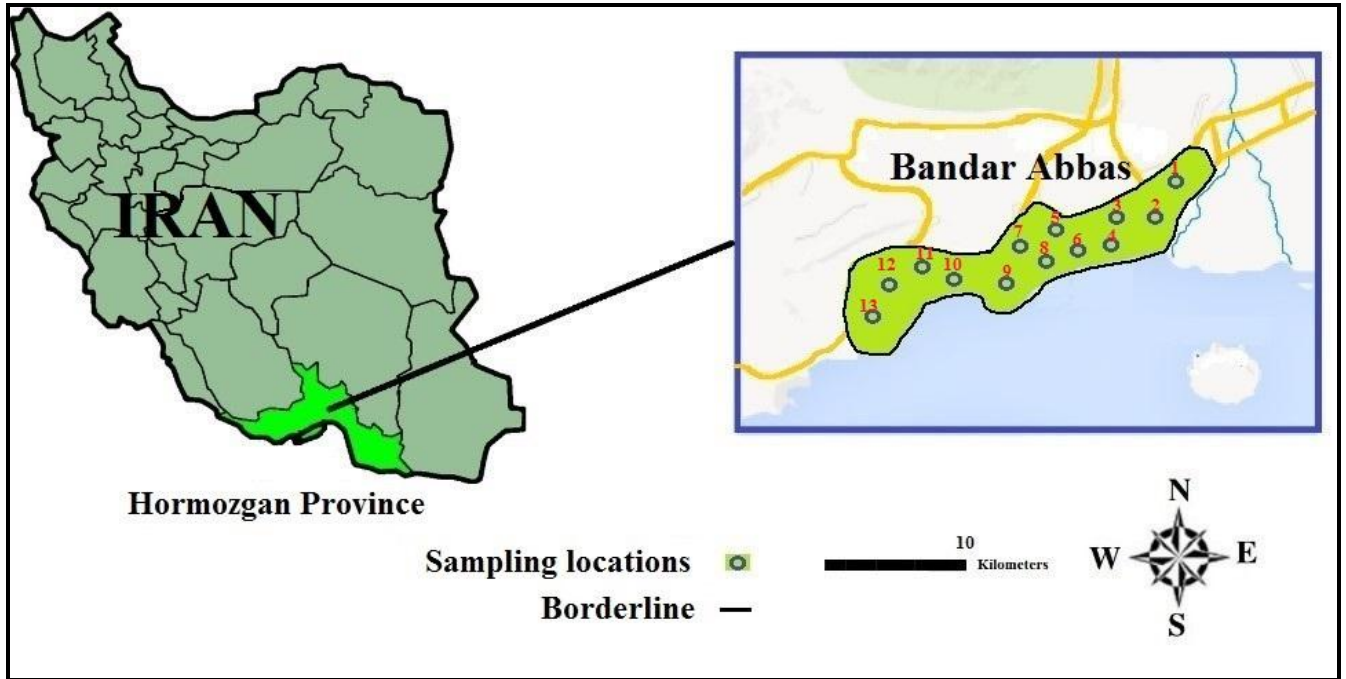 IRAN
Hormozgan Province
Bandar Abbas
1
2
3
4
5
6
7
8
9
10
11
12
13
Sampling locations
Borderline
10
Kilometers
N
W
E
S